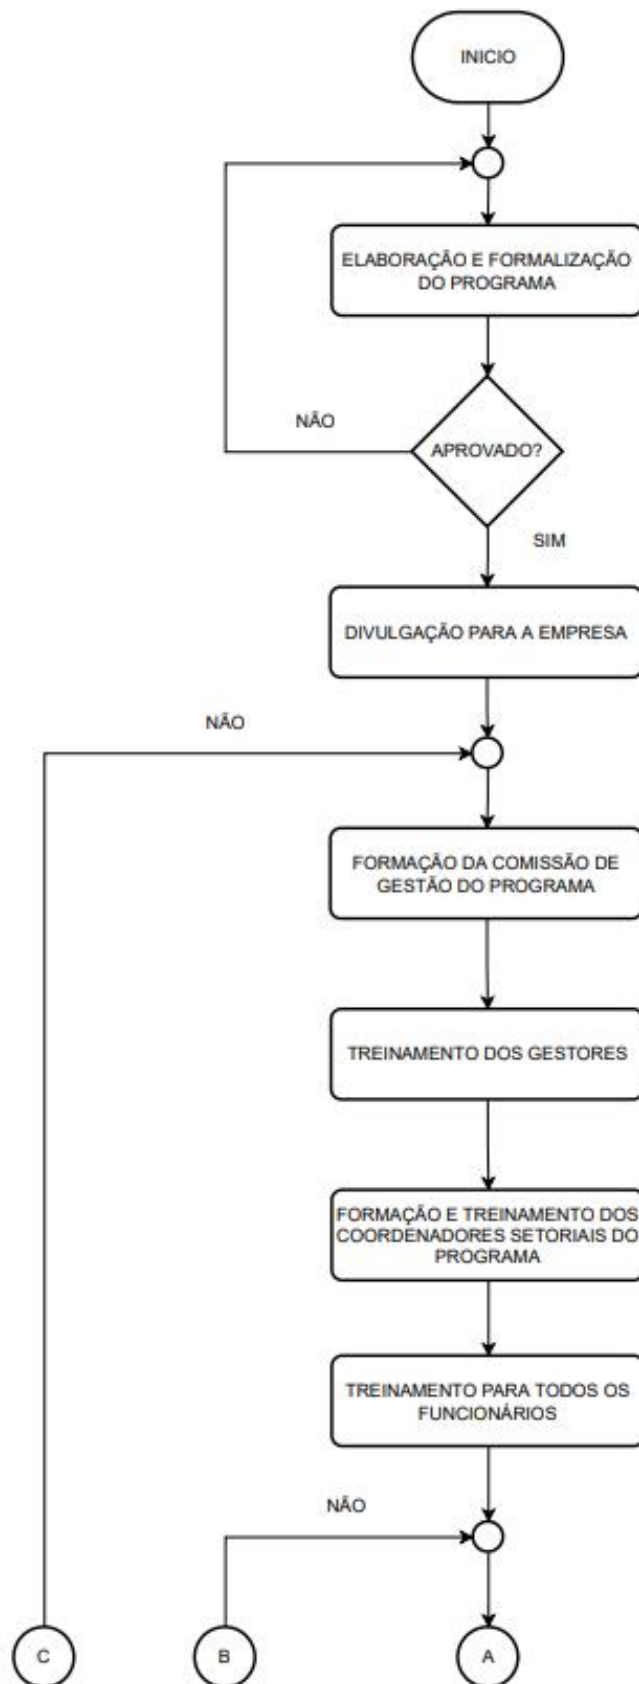 INICIO
ELABORAÇÃO E FORMALIZAÇÃO
DO PROGRAMA
NÃO
APROVADO?
SIM
DIVULGAÇÃO PARA A EMPRESA
NÃO
FORMAÇÃO DA COMISSÃO DE
GESTÃO DO PROGRAMA
TREINAMENTO DOS GESTORES
FORMAÇÃO E TREINAMENTO DOS
COORDENADORES SETORIAIS DO
PROGRAMA
TREINAMENTO PARA TODOS OS
FUNCIONÁRIOS
NÃO
C
B
A